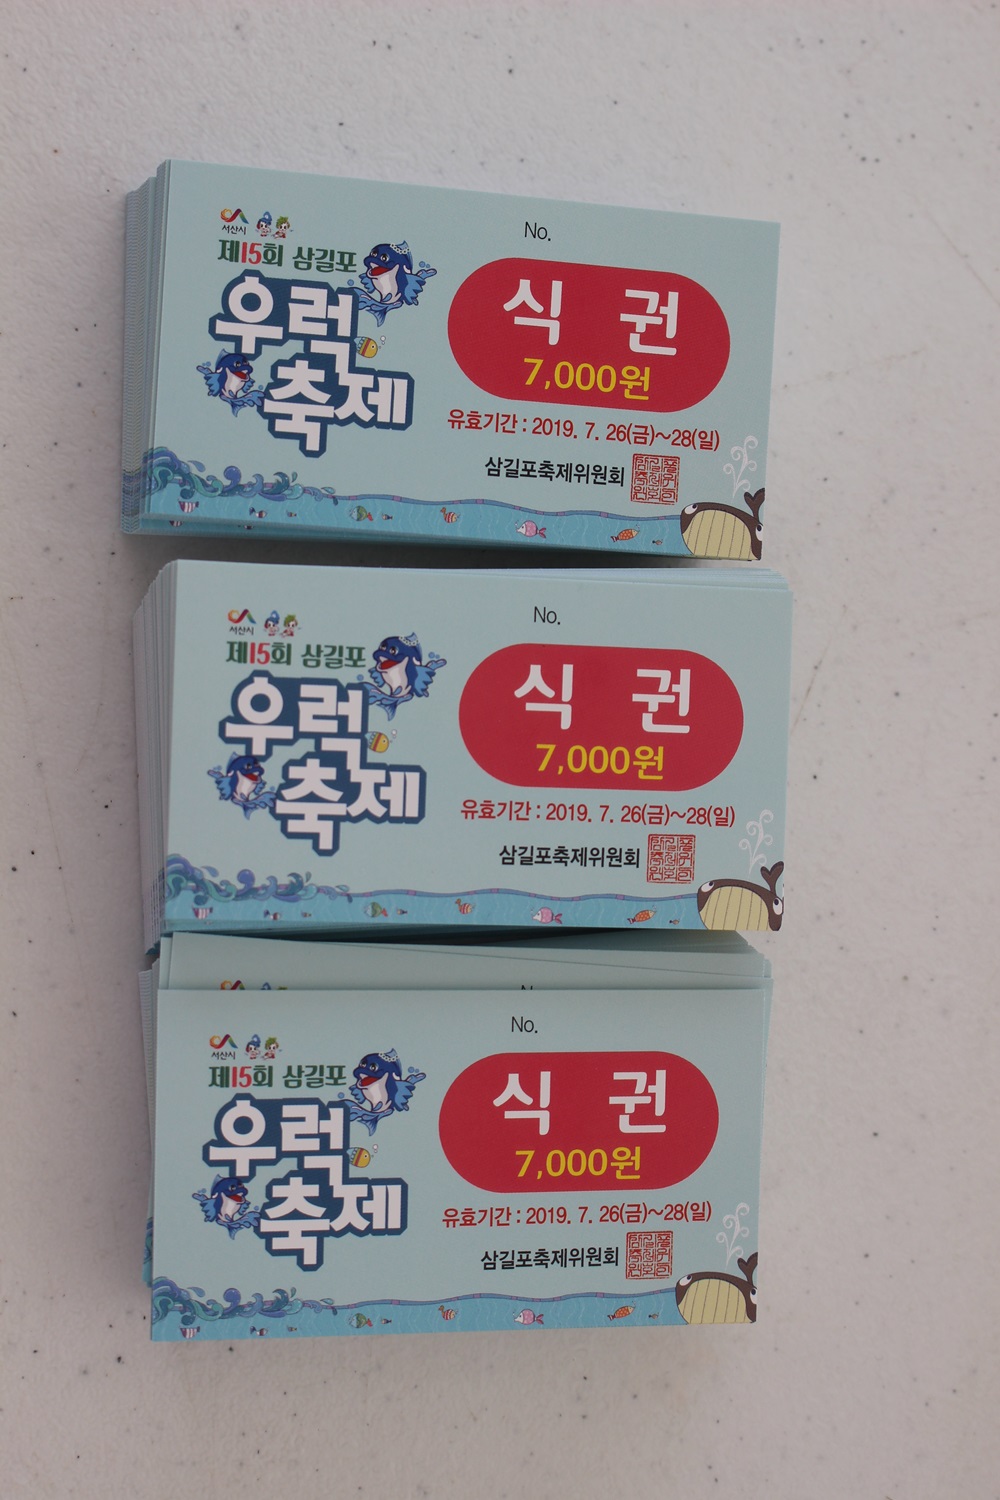 서산시
제15회 삼길포
우럭
축제
No.
식 권
7,000원
유효기간 : 2019. 7. 26(금)~28(일)
삼길포축제위원회
서산시
제15회 삼길포
우럭
축제
No.
식 권
7,000원
유효기간 : 2019. 7. 26(금)~28(일)
삼길포축제위원회
서산시
제15회 삼길포
우럭
축제
No.
식 권
7,000원
유효기간 : 2019. 7. 26(금)~28(일)
삼길포축제위원회